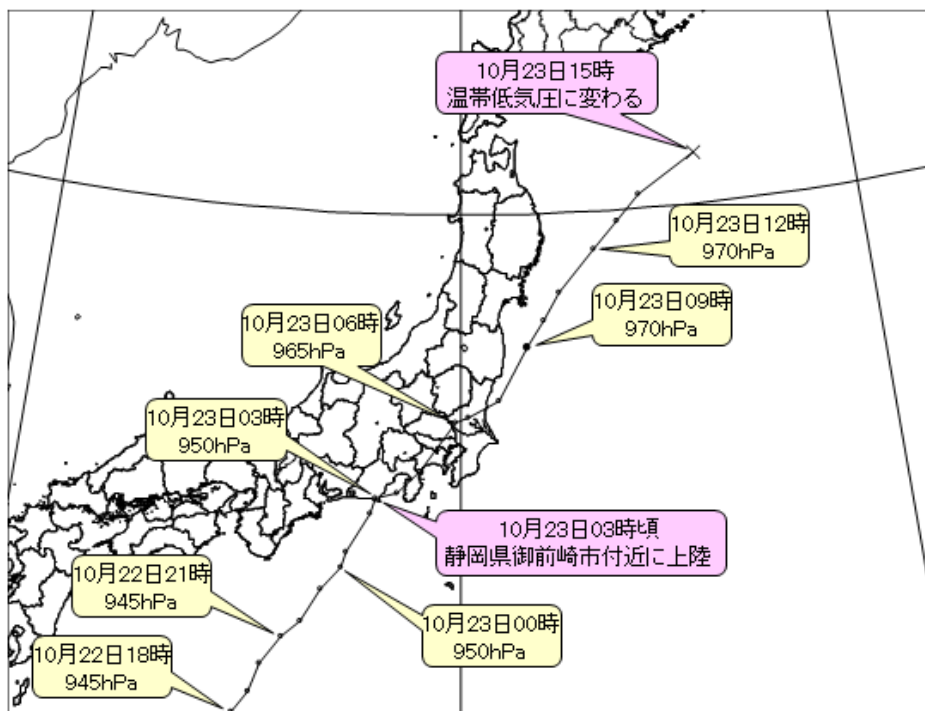 10月23日15時
温帯低気圧に変わる
10月23日12時
970hPa
10月23日09時
970hPa
10月23日06時
965hPa
10月23日03時
950hPa
10月23日03時頃
静岡県御前崎市付近に上陸
10月22日21時
945hPa
10月23日00時
950hPa
10月22日18時
945hPa